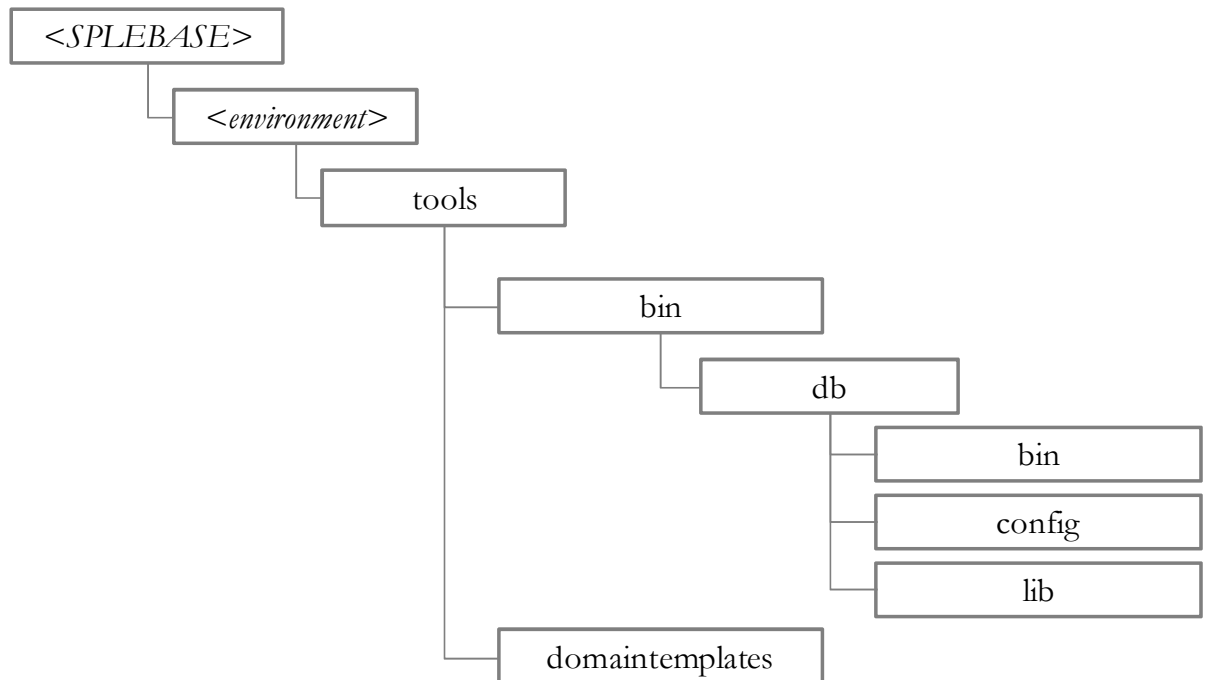 <SPLEBASE>
<environment>
tools
bin
db
bin
config
lib
domaintemplates